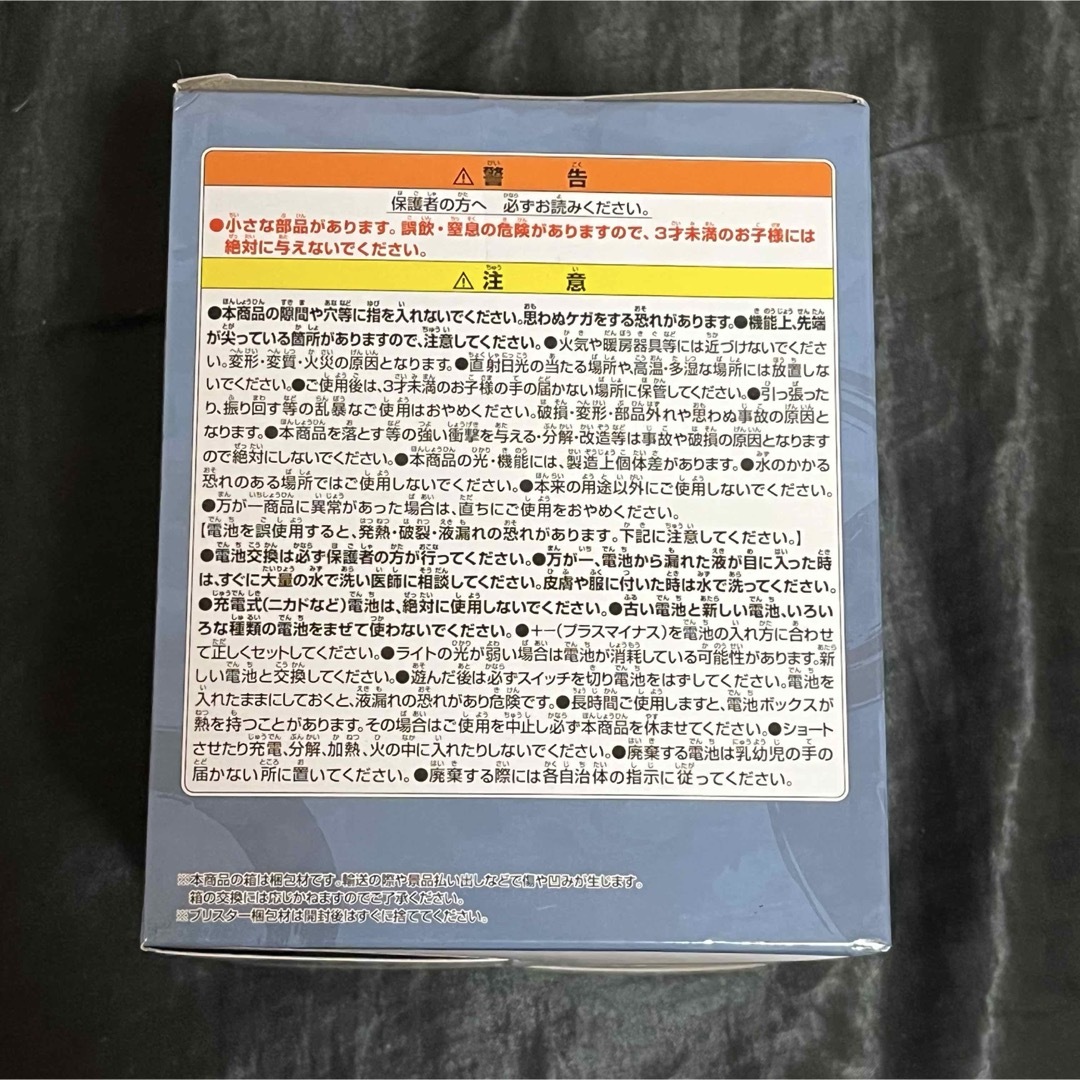 ⚠警告
保護者の方へ 必ずお読みください。
●小さな部品があります。誤飲・窒息の危険がありますので、3才未満のお子様には
絶対に与えないでください。
⚠注意
●本商品の隙間や穴等に指を入れないでください。思わぬケガをする恐れがあります。●機能上、先端
が尖っている箇所がありますので、注意してください。●火気や暖房器具等には近づけないでくださ
い。変形・変質・火災の原因となります。●直射日光の当たる場所や、高温・多湿な場所には放置しな
いでください。●ご使用後は、3才未満のお子様の手の届かない場所に保管してください。●引っ張った
り、振り回す等の乱暴なご使用はおやめください。破損・変形・部品外れや思わぬ事故の原因と
なります。●本商品を落とす等の強い衝撃を与える・分解・改造等は事故や破損の原因となります
ので絶対にしないでください。●本商品の光・機能には、製造上個体差があります。●水のかかる
恐れのある場所ではご使用しないでください。●本来の用途以外にご使用しないでください。
●万が一商品に異常があった場合は、直ちにご使用をおやめください。
【電池を誤使用すると、発熱・破裂・液漏れの恐れがあります。下記に注意してください。】
●電池交換は必ず保護者の方が行ってください。●万が一、電池から漏れた液が目に入った時
は、すぐに大量の水で洗い医師に相談してください。皮膚や服に付いた時は水で洗ってください。
●充電式(ニカドなど)電池は、絶対に使用しないでください。●古い電池と新しい電池、いろい
ろな種類の電池をまぜて使わないでください。●+−(プラスマイナス)を電池の入れ方に合わせ
て正しくセットしてください。●ライトの光が弱い場合は電池が消耗している可能性があります。新
しい電池と交換してください。●遊んだ後は必ずスイッチを切り電池をはずしてください。電池を
入れたままにしておくと、液漏れの恐れがあり危険です。●長時間ご使用しますと、電池ボックスが
熱を持つことがあります。その場合はご使用を中止し必ず本商品を休ませてください。●ショート
させたり充電、分解、加熱、火の中に入れたりしないでください。●廃棄する電池は乳幼児の手の
届かない所に置いてください。●廃棄する際には各自治体の指示に従ってください。
※本商品の箱は梱包材です。輸送の際や景品払い出しなどで傷や凹みが生じます。
箱の交換には応じかねますのでご了承ください。
※ブリスター梱包材は開封後はすぐに捨ててください。